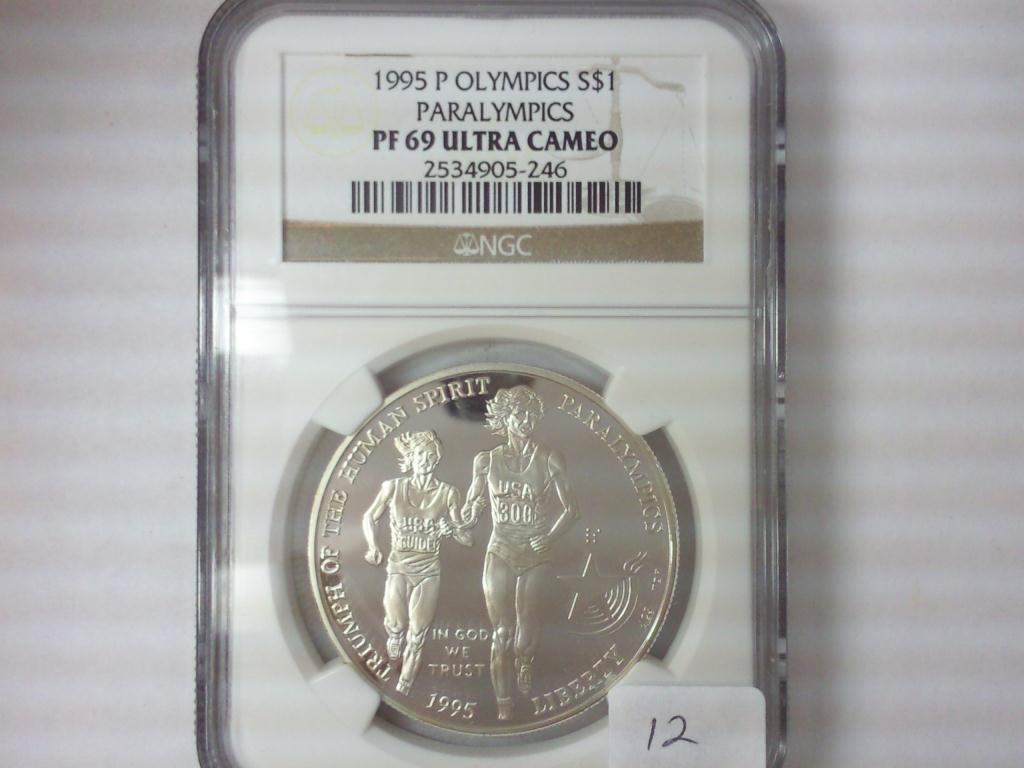 1995 P OLYMPICS S$1
PARALYMPICS
PF 69 ULTRA CAMEO
2534905-246
NGC
TRIUMPH OF THE HUMAN SPIRIT
PARALYMPICS
USA
300
USA
GUIDE
IN GOD
WE
TRUST
1995
LIBERTY
12